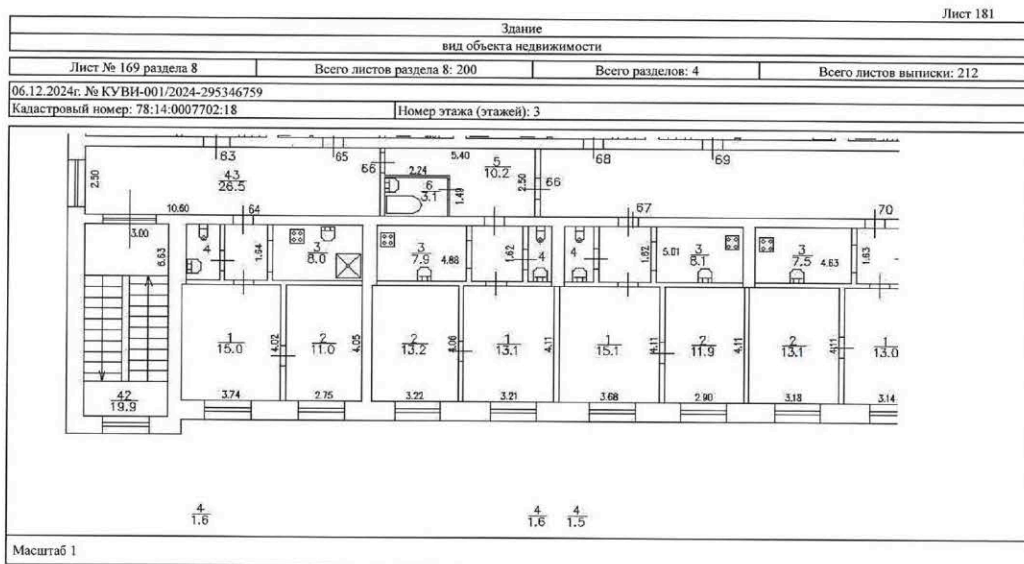 Лист 181
Здание
вид объекта недвижимости
Лист № 169 раздела 8 Всего листов раздела 8: 200 Всего разделов: 4 Всего листов выписки: 212
06.12.2024г. № КУВИ-001/2024-295346759
Кадастровый номер: 78:14:0007702:18 Номер этажа (этажей): 3
63 65 66 5.40 5 10.2 68 69
2.50 43 26.5 2.24 6 3.1 1.49 2.50 66
10.60 64 67 70
3.00 6.63 4 1.64 3 8.0 3 7.9 4.88 1.62 4 4 1.62 5.01 3 8.1 3 7.5 4.63 1.63
1 15.0 4.02 2 11.0 4.05 2 13.2 4.06 1 13.1 4.11 1 15.1 4.11 2 11.9 4.11 2 13.1 4.11 1 13.0
42 19.9 3.74 2.75 3.22 3.21 3.68 2.90 3.18 3.14
4 1.6 4 1.6 4 1.5
Масштаб 1